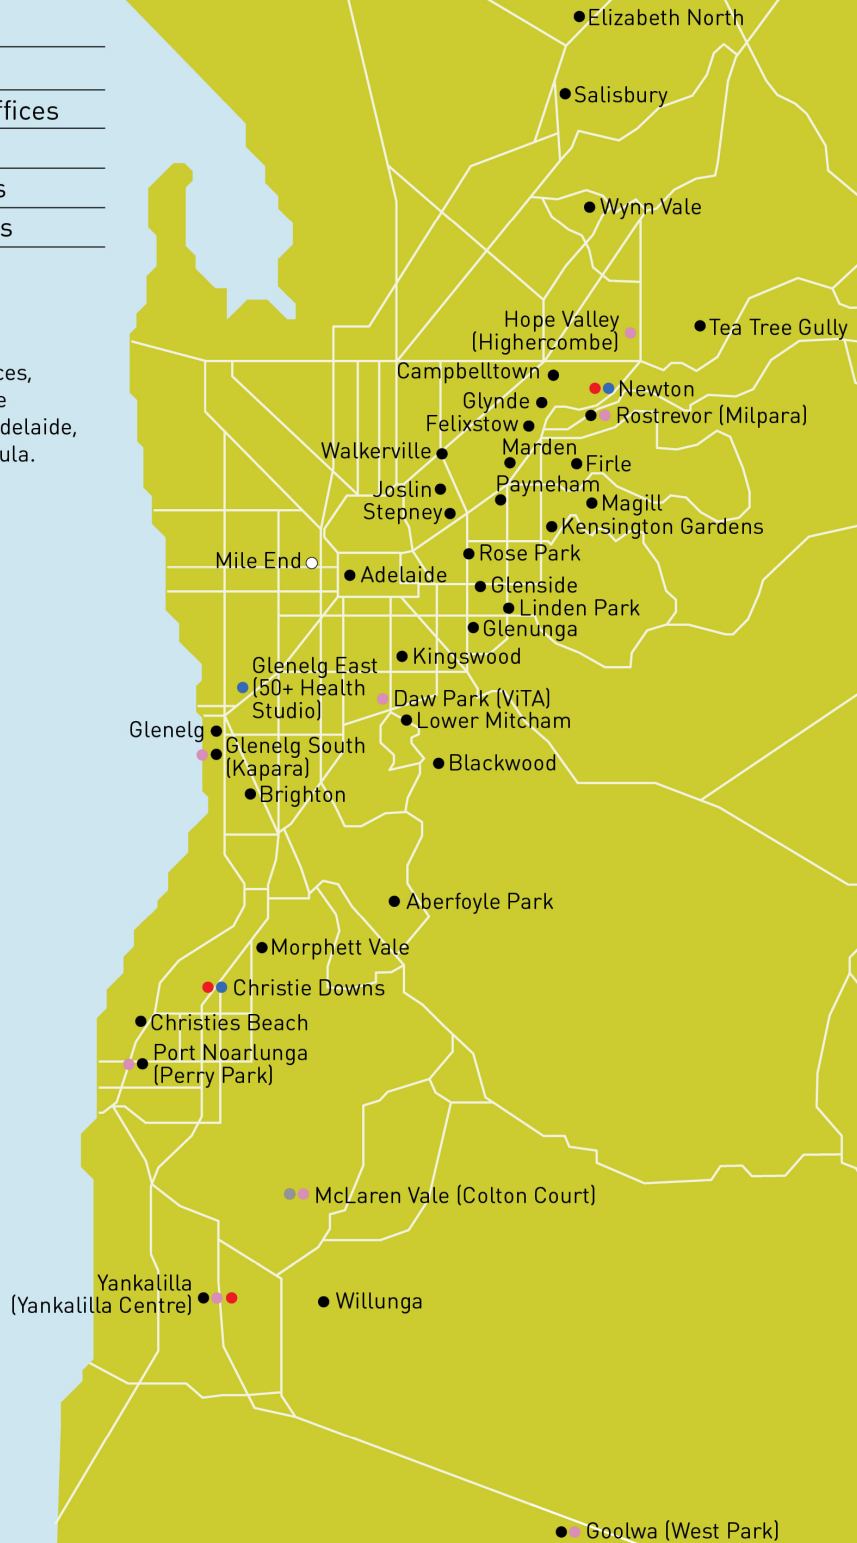 ffices
s
s
ces,
e
delaide,
ula.
Elizabeth North
Salisbury
Wynn Vale
Hope Valley
(Highercombe)
Tea Tree Gully
Campbelltown
Newton
Glynde
Rostrevor (Milpara)
Felixstow
Walkerville
Marden
Firle
Joslin
Payneham
Stepney
Magill
Kensington Gardens
Rose Park
Mile End
Adelaide
Glenside
Linden Park
Glenunga
Kingswood
Glenelg East
(50+ Health
Studio)
Daw Park (ViTA)
Lower Mitcham
Glenelg
Glenelg South
(Kapara)
Blackwood
Brighton
Aberfoyle Park
Morphett Vale
Christie Downs
Christies Beach
Port Noarlunga
(Perry Park)
McLaren Vale (Colton Court)
Yankalilla
(Yankalilla Centre)
Willunga
Goolwa (West Park)